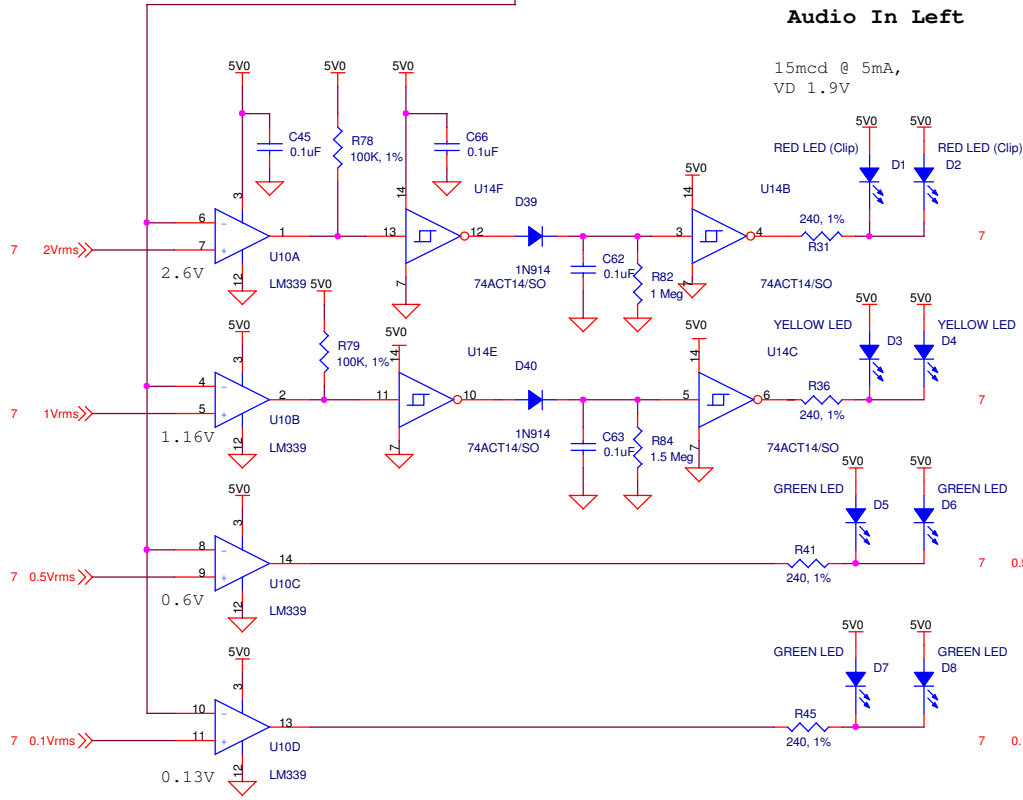 Audio In Left
15mcd @ 5mA,
VD 1.9V
5V0
5V0
5V0
5V0
5V0
C45
0.1uF
R78
100K, 1%
C66
0.1uF
RED LED (Clip)
D1
RED LED (Clip)
D2
3
14
U14F
D39
5V0
14
U14B
6
7
1
13
12
3
4
240, 1%
R31
7
2Vrms
2.6V
12
U10A
LM339
7
1N914
74ACT14/SO
C62
0.1uF
R82
1 Meg
7
74ACT14/SO
7
5V0
5V0
5V0
5V0
5V0
5V0
YELLOW LED
D3
YELLOW LED
D4
3
R79
100K, 1%
14
U14E
D40
14
U14C
4
5
2
11
10
5
6
R36
240, 1%
7
1Vrms
1.16V
12
U10B
LM339
7
1N914
74ACT14/SO
C63
0.1uF
R84
1.5 Meg
7
74ACT14/SO
7
5V0
5V0
5V0
GREEN LED
D5
GREEN LED
D6
3
8
9
14
R41
240, 1%
7
0.5Vrms
0.6V
12
U10C
LM339
7
5V0
5V0
5V0
GREEN LED
D7
GREEN LED
D8
3
10
11
13
R45
240, 1%
7
0.1Vrms
0.13V
12
U10D
LM339
7